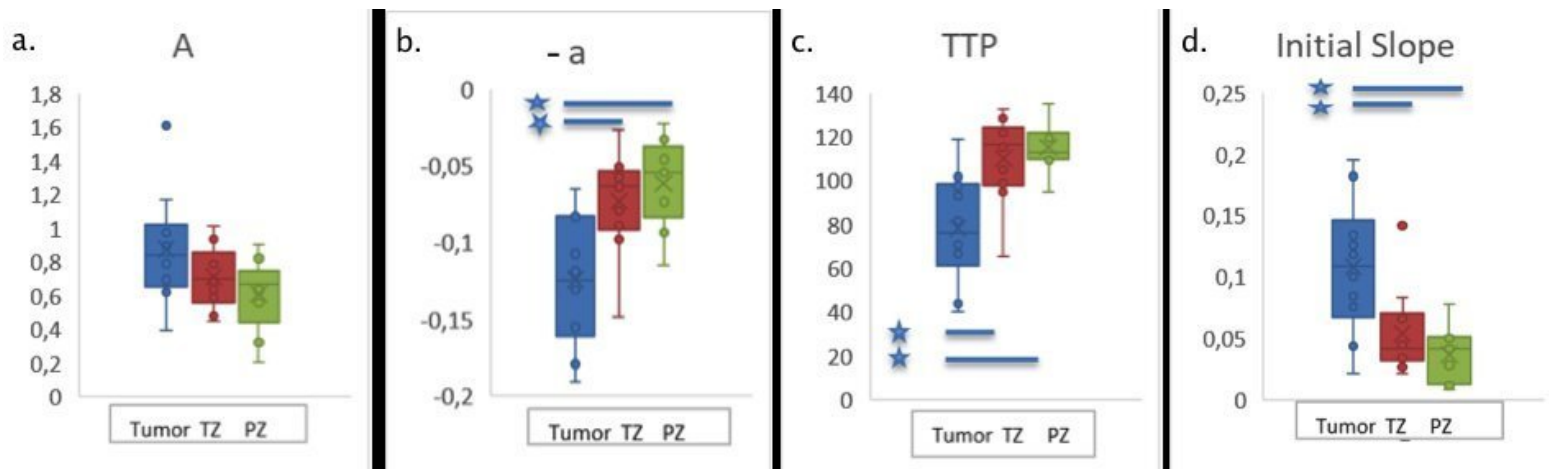 a.
A
1,8
1,6
1,4
1,2
1
0,8
0,6
0,4
0,2
0
Tumor TZ PZ
b.
- a
0
-0,05
-0,1
-0,15
-0,2
Tumor TZ PZ
c.
TTP
140
120
100
80
60
40
20
0
Tumor TZ PZ
d.
Initial Slope
0,25
0,2
0,15
0,1
0,05
0
Tumor TZ PZ